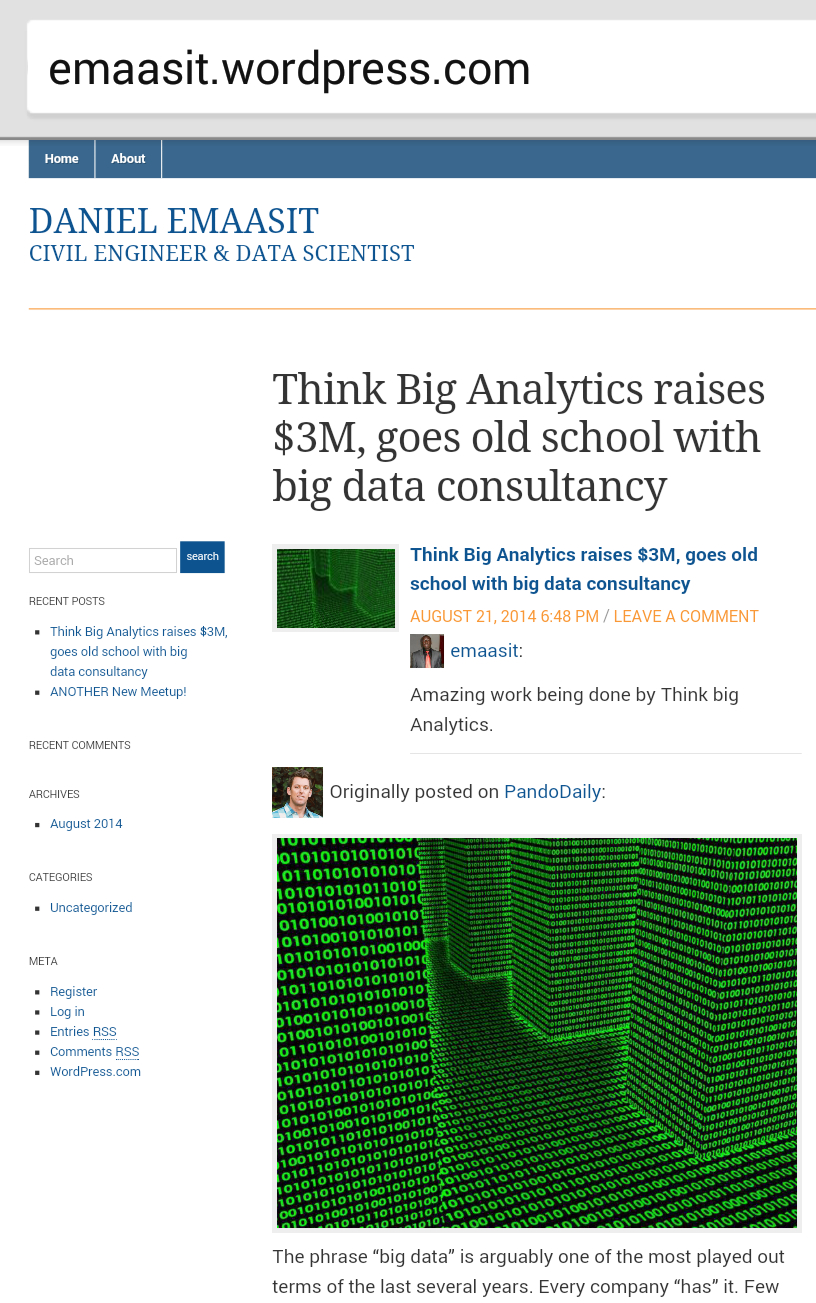 emaasit.wordpress.com
Home
About
DANIEL EMAASIT
CIVIL ENGINEER & DATA SCIENTIST
Think Big Analytics raises
$3M, goes old school with
big data consultancy
Search
search
RECENT POSTS
Think Big Analytics raises $3M,
goes old school with big
data consultancy
ANOTHER New Meetup!
RECENT COMMENTS
ARCHIVES
August 2014
CATEGORIES
Uncategorized
META
Register
Log in
Entries RSS
Comments RSS
WordPress.com
Think Big Analytics raises $3M, goes old
school with big data consultancy
AUGUST 21, 2014 6:48 PM / LEAVE A COMMENT
emaasit:
Amazing work being done by Think big
Analytics.
Originally posted on PandoDaily:
The phrase “big data” is arguably one of the most played out
terms of the last several years. Every company “has” it. Few